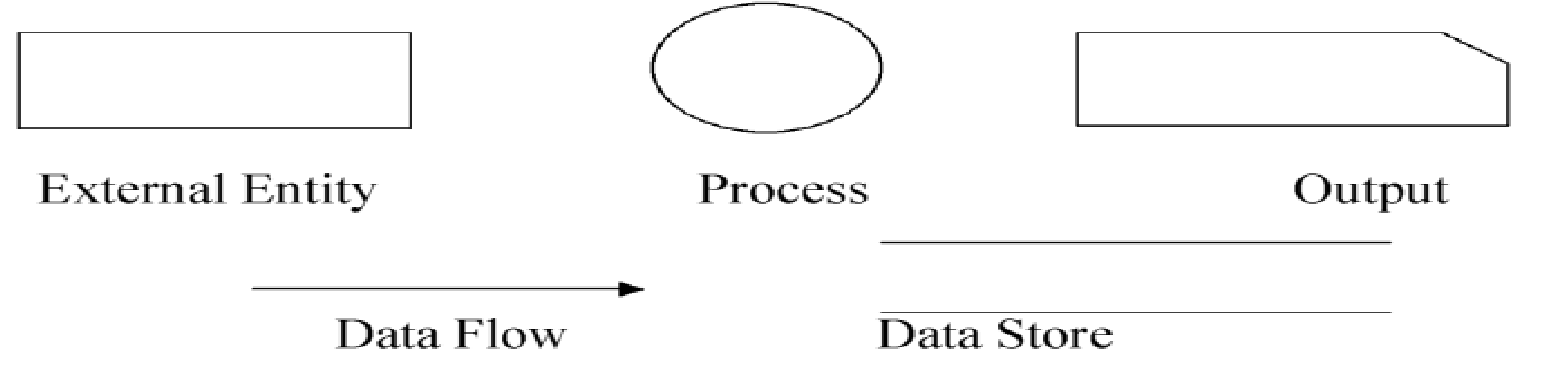 External Entity
Process
Output
Data Flow
Data Store